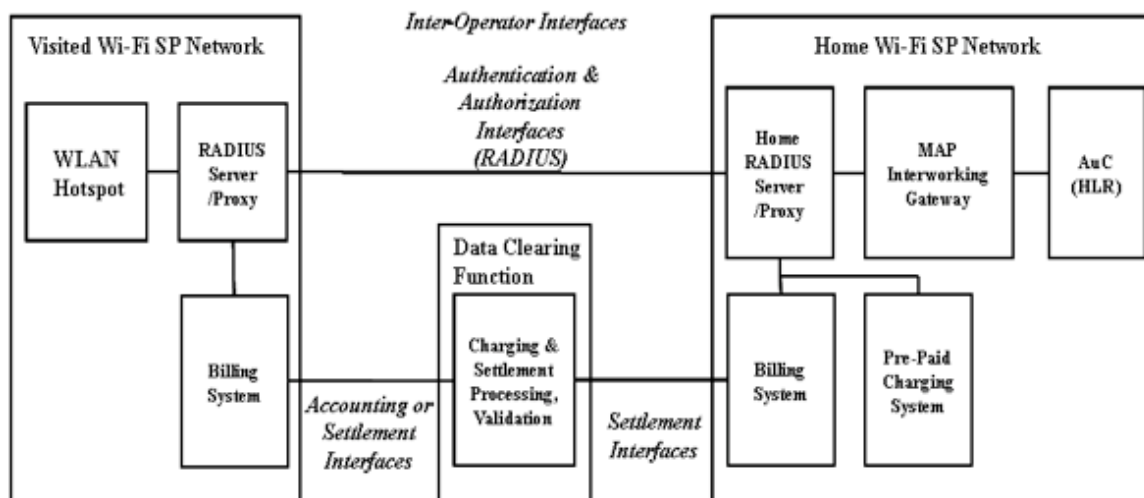 Inter-Operator Interfaces
Visited Wi-Fi SP Network
Home Wi-Fi SP Network
Authentication &
Authorization
Interfaces
(RADIUS)
WLAN
Hotspot
RADIUS
Server
/Proxy
Home
RADIUS
Server
/Proxy
MAP
Interworking
Gateway
AuC
(HLR)
Data Clearing
Function
Billing
System
Charging &
Settlement
Processing,
Validation
Billing
System
Pre-Paid
Charging
System
Accounting or
Settlement
Interfaces
Settlement
Interfaces